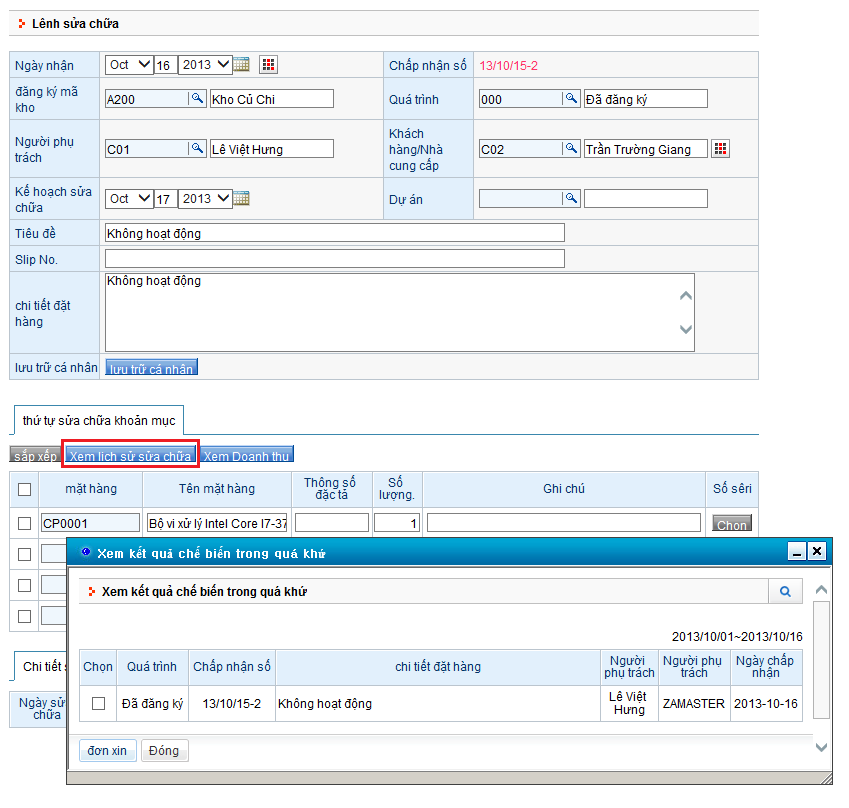 Lênh sửa chữa
Ngày nhận Oct 16 2013 Chấp nhận số 13/10/15-2
đăng ký mã kho A200 Kho Củ Chi Quá trình 000 Đã đăng ký
Người phụ trách C01 Lê Việt Hưng Khách hàng/Nhà cung cấp C02 Trần Trường Giang
Kế hoạch sửa chữa Oct 17 2013 Dự án
Tiêu đề Không hoạt động
Slip No.
chi tiết đặt hàng Không hoạt động
lưu trữ cá nhân lưu trữ cá nhân
thứ tự sửa chữa khoản mục
sắp xếp Xem lịch sử sửa chữa Xem Doanh thu
mặt hàng Tên mặt hàng Thông số đặc tả Số lượng. Ghi chú Số sêri
CP0001 Bộ vi xử lý Intel Core I7-37 1 Chọn
Xem kết quả chế biến trong quá khứ
Xem kết quả chế biến trong quá khứ
2013/10/01~2013/10/16
Chọn Quá trình Chấp nhận số chi tiết đặt hàng Người phụ trách Người phụ trách Ngày chấp nhận
Đã đăng ký 13/10/15-2 Không hoạt động Lê Việt Hưng ZAMASTER 2013-10-16
đơn xin Đóng
Chi tiết
Ngày sử
chữa